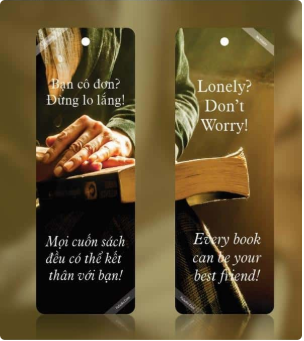 Bạn cô đơn?
Đừng lo lắng!
Mọi cuốn sách
đều có thể kết
thân với bạn!
Lonely?
Don't
Worry!
Every book
can be your
best friend!